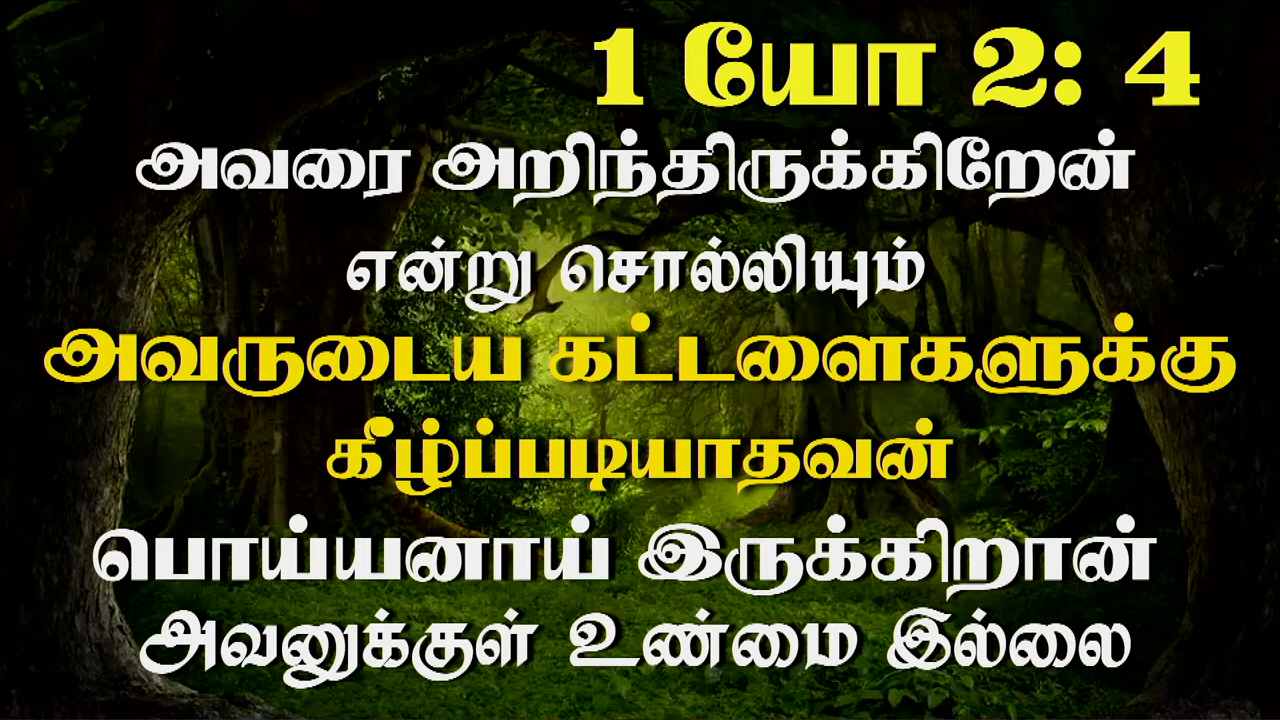 1 யோ 2: 4
அவரை அறிந்திருக்கிறேன்
என்று சொல்லியும்
அவருடைய கட்டளைகளுக்கு
கீழ்ப்படியாதவன்
பொய்யனாய் இருக்கிறான்
அவனுக்குள் உண்மை இல்லை